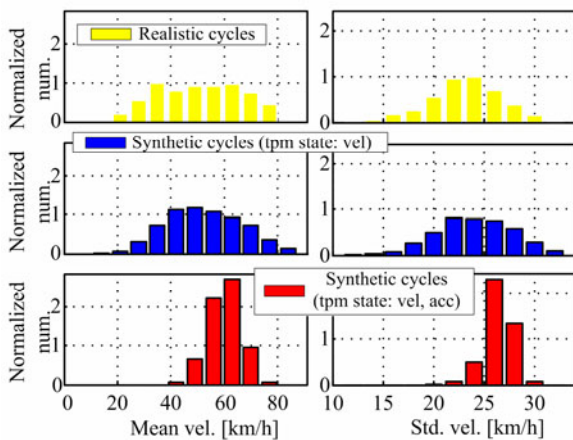 Normalized
num.
2
1
0
Realistic cycles
2
1
0
Normalized
num.
2
1
0
Synthetic cycles (tpm state: vel)
2
1
0
Normalized
num.
2
1
0
Synthetic cycles
(tpm state: vel, acc)
1
0
0 20 40 60 80
10 15 20 25 30
Mean vel. [km/h]
Std. vel. [km/h]